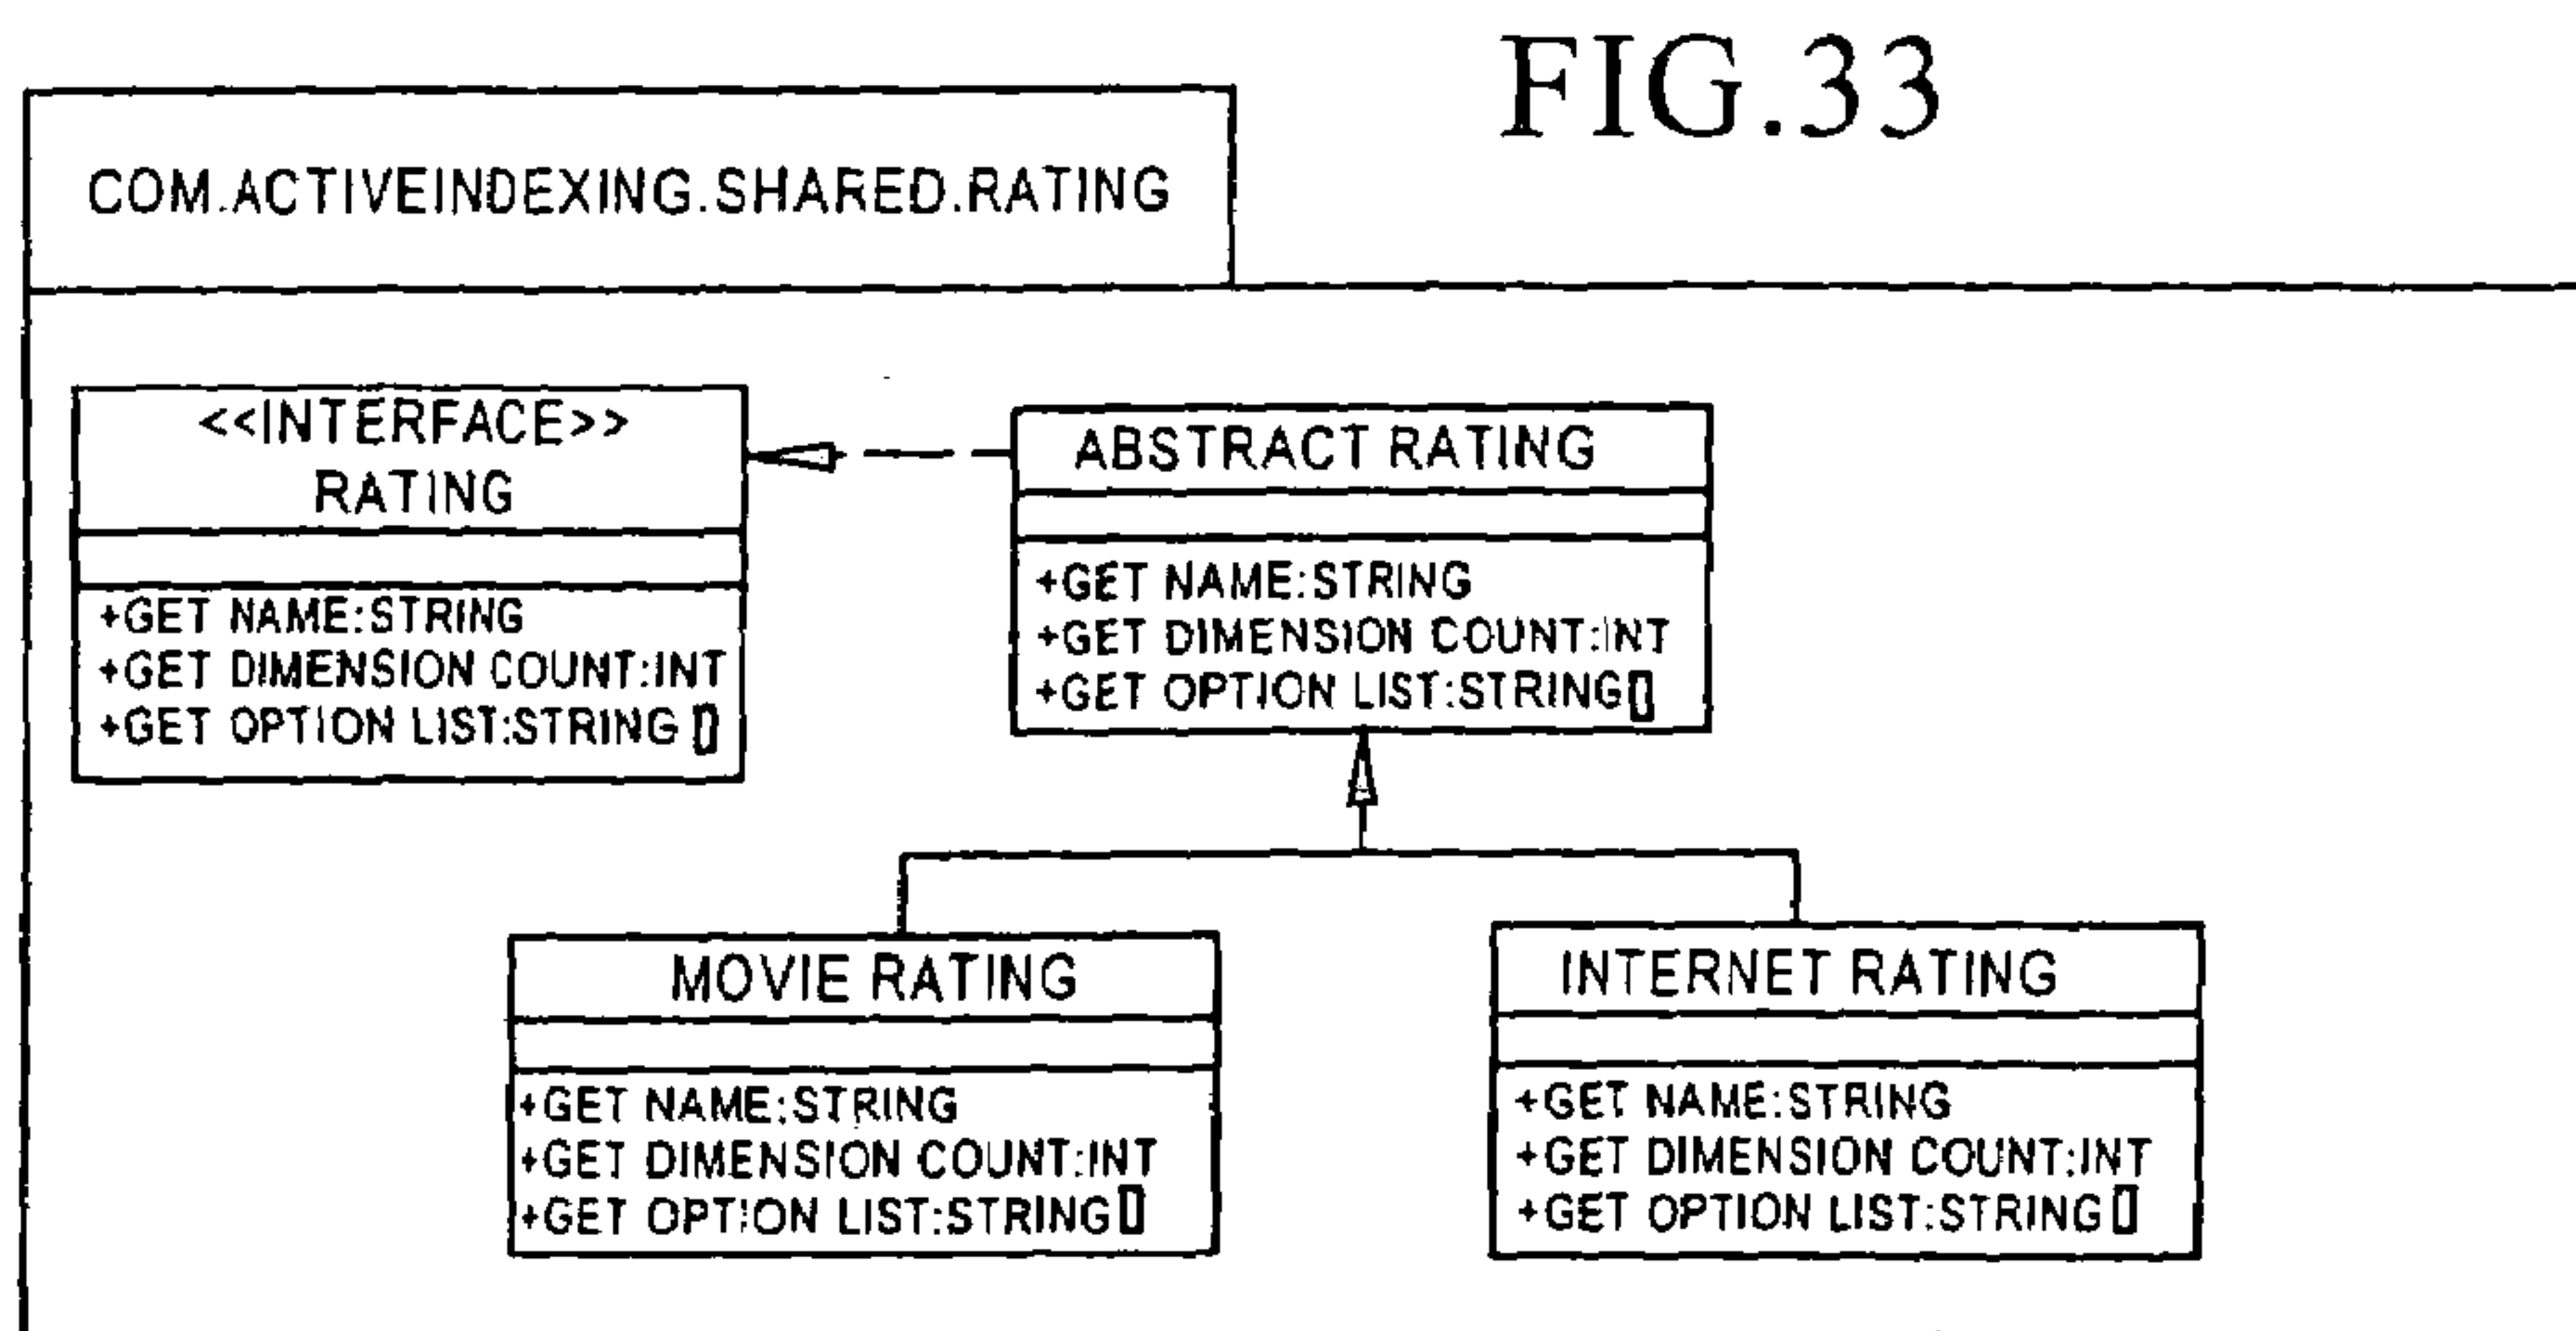 FIG.33
COM.ACTIVEINDEXING.SHARED.RATING
<<INTERFACE>>
RATING
+GET NAME:STRING
+GET DIMENSION COUNT:INT
+GET OPTION LIST:STRING []
ABSTRACT RATING
+GET NAME:STRING
+GET DIMENSION COUNT:INT
+GET OPTION LIST:STRING[]
MOVIE RATING
+GET NAME:STRING
+GET DIMENSION COUNT:INT
+GET OPTION LIST:STRING[]
INTERNET RATING
+GET NAME:STRING
+GET DIMENSION COUNT:INT
+GET OPTION LIST:STRING[]